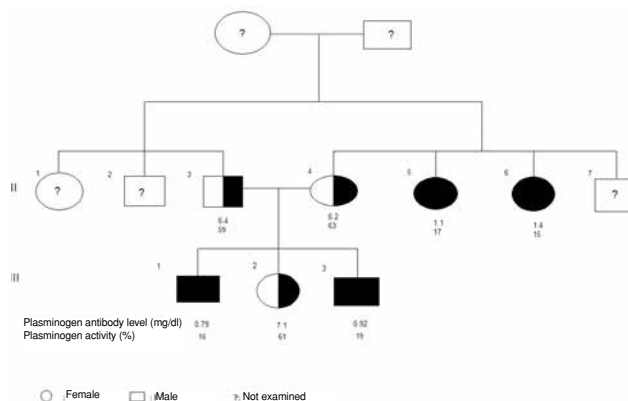 ? ?
II
1 ? 2 ? 3 4 5 6 7 ?
6.4 6.2 1.1 1.4
59 63 17 15
III
1 2 3
Plasminogen antibody level (mg/dl) 0.79 7.1 0.92
Plasminogen activity (%) 16 61 19
:Female Male ?: Not examined